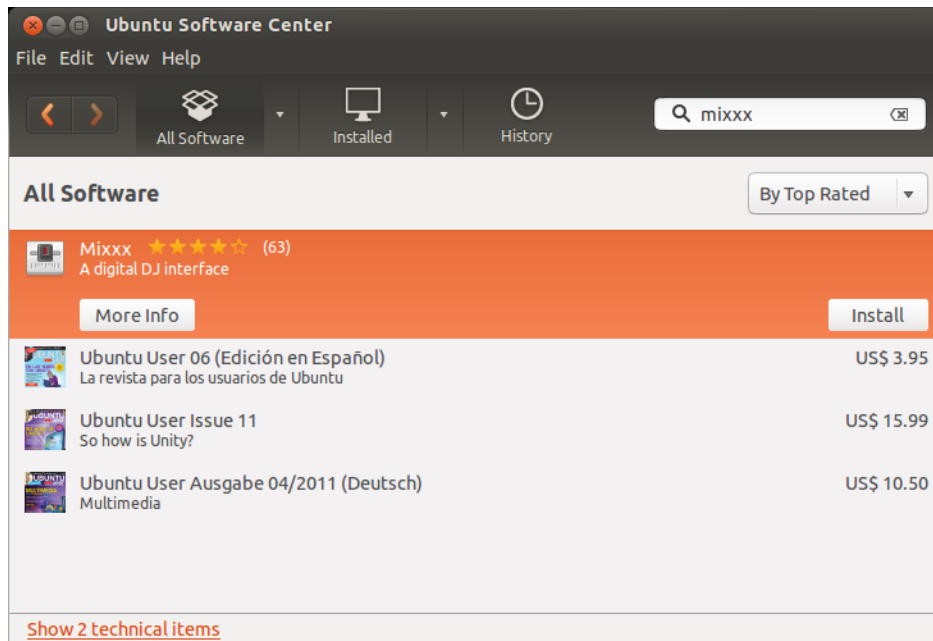 Ubuntu Software Center
File Edit View Help
All Software
Installed
History
mixxx
All Software
By Top Rated
Mixxx (63)
A digital DJ interface
More Info
Install
Ubuntu User 06 (Edición en Español)
US$ 3.95
La revista para los usuarios de Ubuntu
Ubuntu User Issue 11
US$ 15.99
So how is Unity?
Ubuntu User Ausgabe 04/2011 (Deutsch)
US$ 10.50
Multimedia
Show 2 technical items